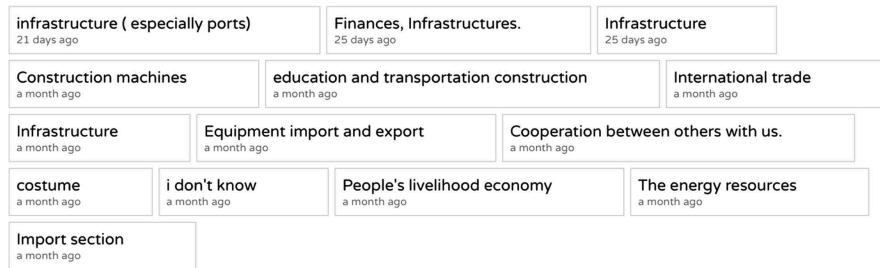 infrastructure ( especially ports)
21 days ago
Finances, Infrastructures.
25 days ago
Infrastructure
25 days ago
Construction machines
a month ago
education and transportation construction
a month ago
International trade
a month ago
Infrastructure
a month ago
Equipment import and export
a month ago
Cooperation between others with us.
a month ago
costume
a month ago
i don't know
a month ago
People's livelihood economy
a month ago
The energy resources
a month ago
Import section
a month ago